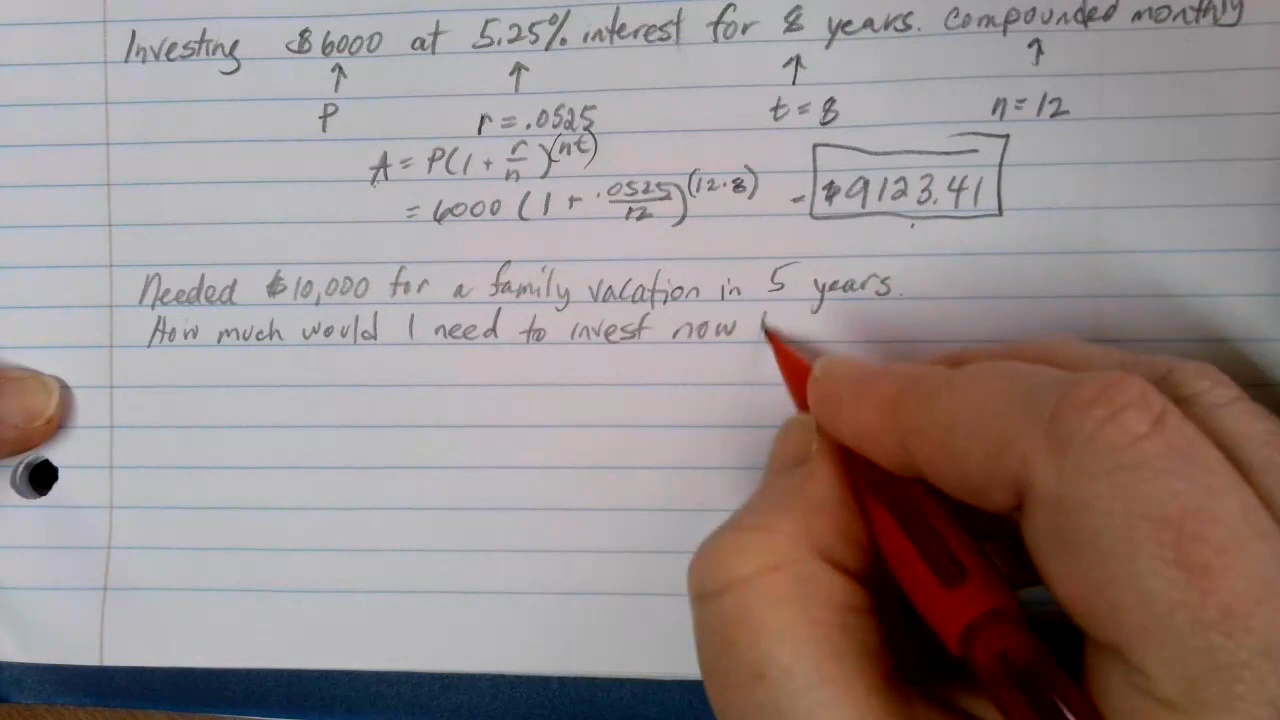 Investing $6000 at 5.25% interest for 8 years. compounded monthly
↑ ↑ ↑ ↑
P r = .0525 t = 8 n = 12
A = P(1 + r/n)^(nt)
= 6000 (1 + .0525/12)^(12·8) = $9123.41
Needed $10,000 for a family vacation in 5 years.
How much would I need to invest now